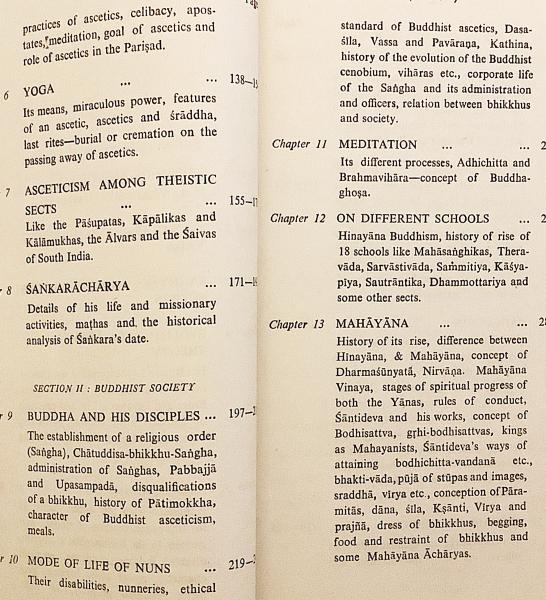 practices of ascetics, celibacy, apos-
tates, meditation, goal of ascetics and
role of ascetics in the Pariṣad.
6 YOGA ... ... 138—
Its means, miraculous power, features
of an ascetic, ascetics and śrāddha,
last rites—burial or cremation on the
passing away of ascetics.
7 ASCETICISM AMONG THEISTIC
SECTS ... ... 155—1
Like the Pāśupatas, Kāpālikas and
Kālāmukhas, the Ālvars and the Śaivas
of South India.
r 8 ŚAṄKARĀCHĀRYA ... 171—1
Details of his life and missionary
activities, maṭhas and the historical
analysis of Śaṅkara's date.
SECTION II : BUDDHIST SOCIETY
r 9 BUDDHA AND HIS DISCIPLES ... 197—2
The establishment of a religious order
(Saṅgha), Chātuddisa-bhikkhu-Saṅgha,
administration of Saṅghas, Pabbajjā
and Upasampadā, disqualifications
of a bhikkhu, history of Pātimokkha,
character of Buddhist asceticism,
meals.
er 10 MODE OF LIFE OF NUNS ... 219—
Their disabilities, nunneries, ethical
standard of Buddhist ascetics, Dasa-
śīla, Vassa and Pavāraṇa, Kathina,
history of the evolution of the Buddhist
cenobium, vihāras etc., corporate life
of the Saṅgha and its administration
and officers, relation between bhikkhus
and society.
Chapter 11 MEDITATION ... ... 2
Its different processes, Adhichitta and
Brahmavihāra—concept of Buddha-
ghoṣa.
Chapter 12 ON DIFFERENT SCHOOLS ... 2
Hinayāna Buddhism, history of rise of
18 schools like Mahāsaṅghikas, Thera-
vāda, Sarvāstivāda, Saṁmitiya, Kāśya-
pīya, Sautrāntika, Dhammottariya and
some other sects.
Chapter 13 MAHĀYĀNA ... ... 2
History of its rise, difference between
Hīnayāna, & Mahāyāna, concept of
Dharmaśūnyatā, Nirvāṇa. Mahāyāna
Vinaya, stages of spiritual progress of
both the Yānas, rules of conduct,
Śāntideva and his works, concept of
Bodhisattva, gṛhi-bodhisattvas, kings
as Mahayanists, Śāntideva's ways of
attaining bodhichitta-vandanā etc.,
bhakti-vāda, pūjā of stūpas and images,
sraddhā, vīrya etc., conception of Pāra-
mitās, dāna, śīla, Kṣānti, Vīrya and
prajñā, dress of bhikkhus, begging,
food and restraint of bhikkhus and
some Mahāyāna Āchāryas.